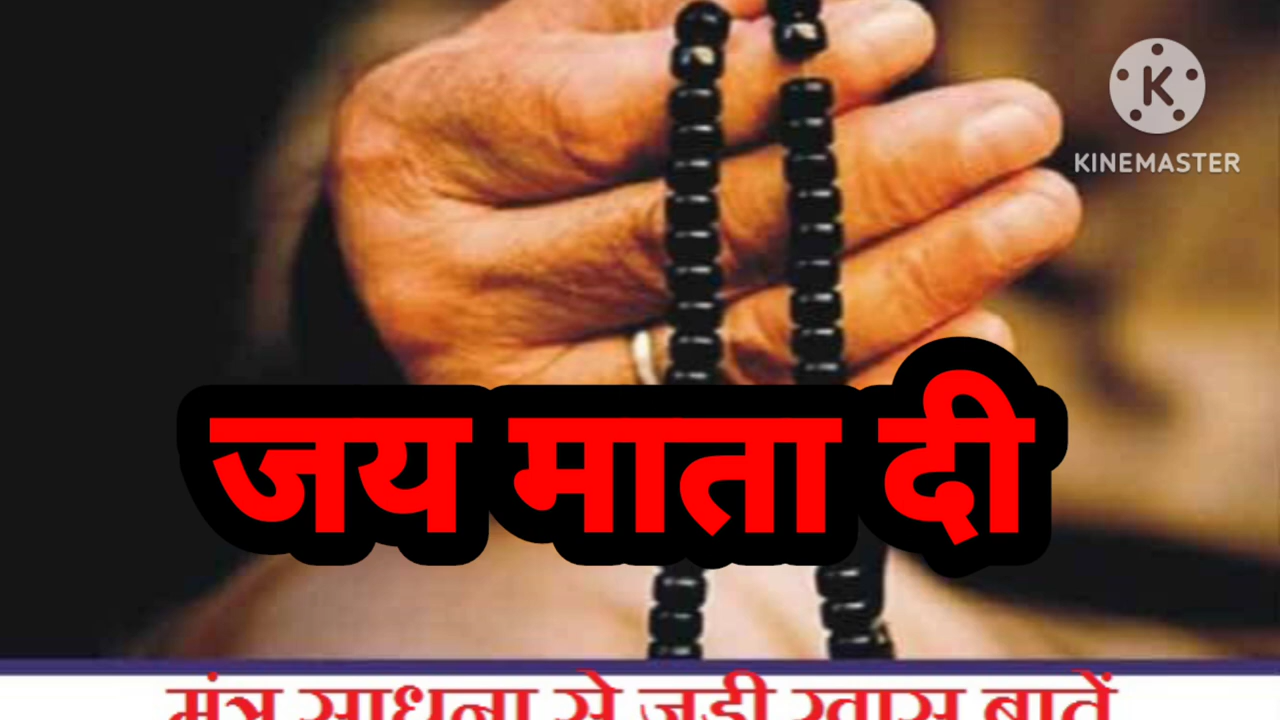 K
KINEMASTER
जय माता दी
मंत्र साधना से जुड़ी खास बातें